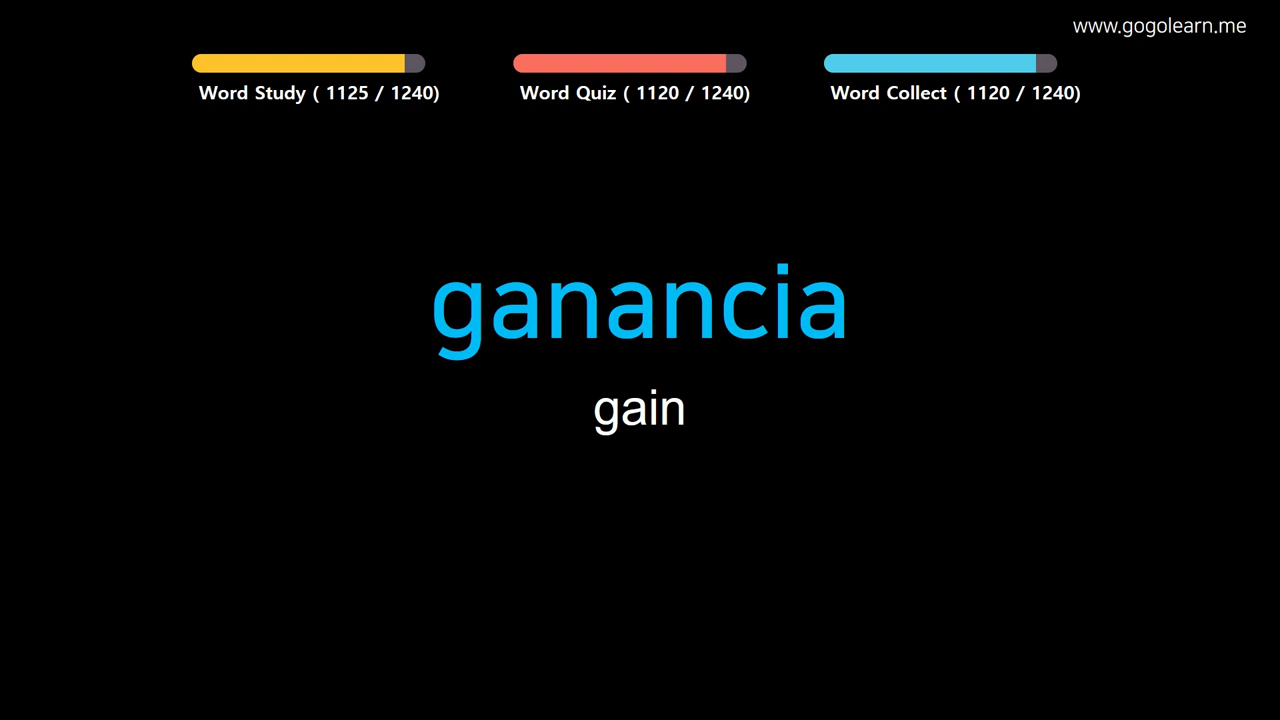 www.gogolearn.me
Word Study ( 1125 / 1240)
Word Quiz ( 1120 / 1240)
Word Collect ( 1120 / 1240)
ganancia
gain